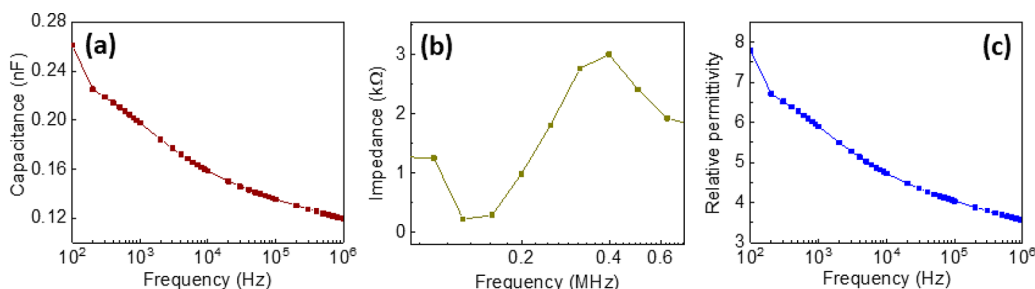 (a)
Capacitance (nF)
0.28
0.24
0.20
0.16
0.12
10² 10³ 10⁴ 10⁵ 10⁶
Frequency (Hz)
(b)
Impedance (kΩ)
3
2
1
0
0.2 0.4 0.6
Frequency (MHz)
(c)
Relative permittivity
8
7
6
5
4
3
10² 10³ 10⁴ 10⁵ 10⁶
Frequency (Hz)